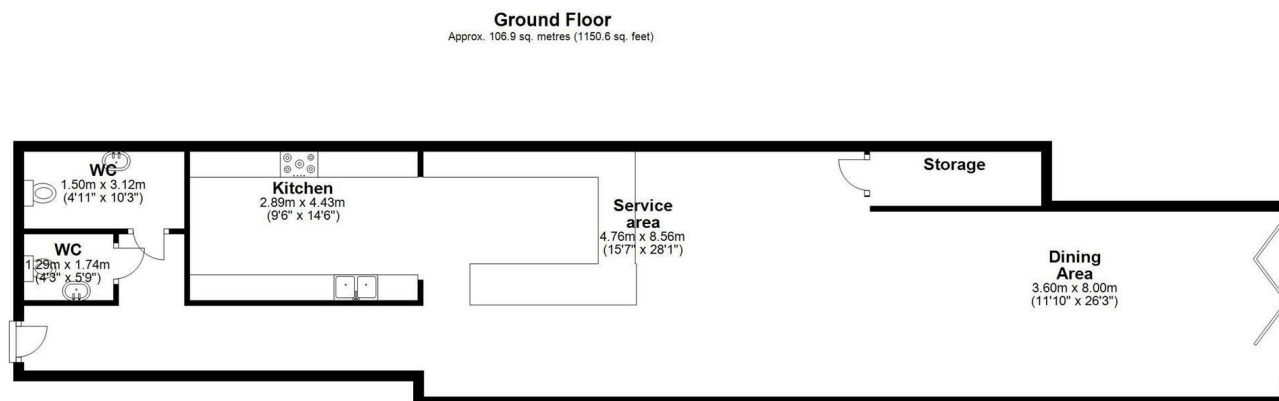 Ground Floor
Approx. 106.9 sq. metres (1150.6 sq. feet)
WC
1.50m x 3.12m
(4'11" x 10'3")
Kitchen
2.89m x 4.43m
(9'6" x 14'6")
Storage
Service
area
4.76m x 8.56m
(15'7" x 28'1")
WC
1.29m x 1.74m
(4'3" x 5'9")
Dining
Area
3.60m x 8.00m
(11'10" x 26'3")